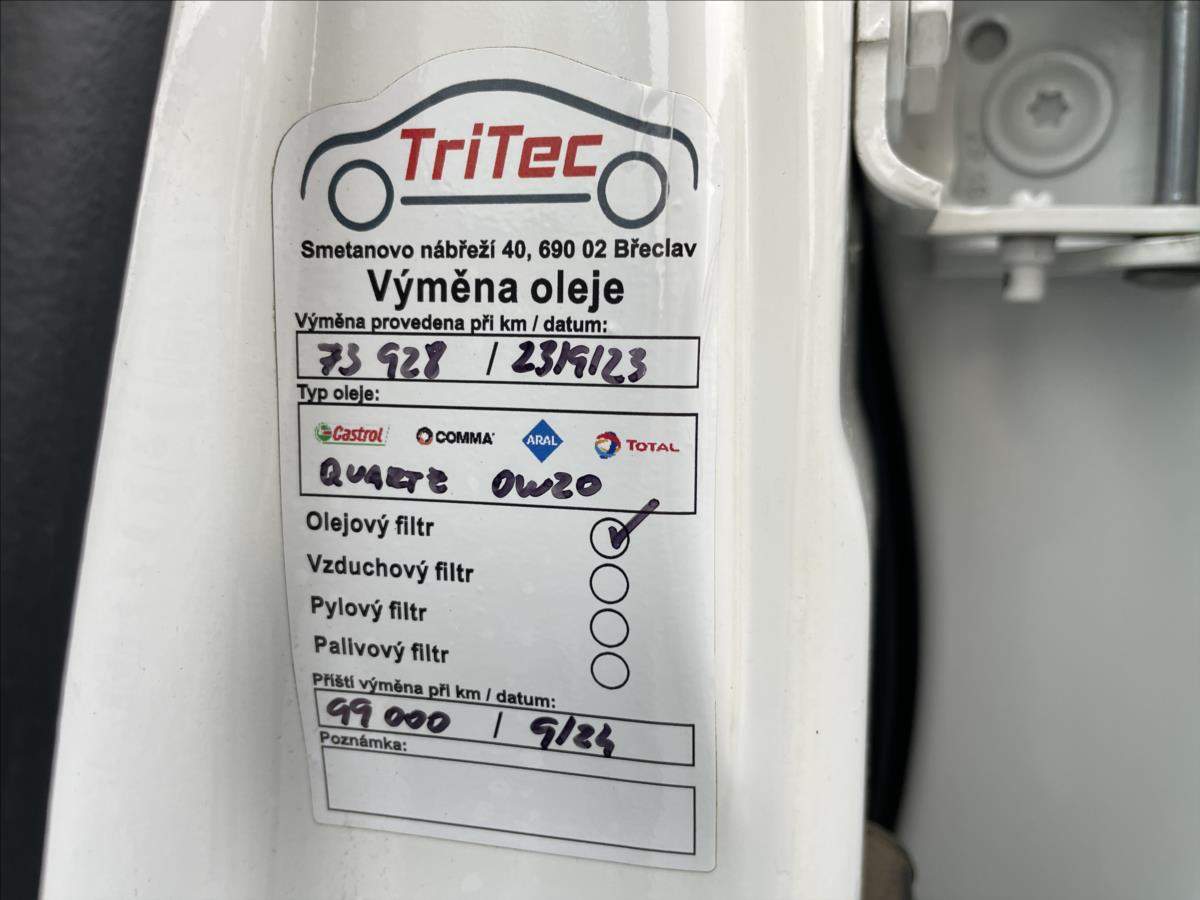 TriTec
Smetanovo nábřeží 40, 690 02 Břeclav
Výměna oleje
Výměna provedena při km / datum:
73 928 / 23/9/23
Typ oleje:
Castrol COMMA ARAL TOTAL
QUARTZ 0W20
Olejový filtr
Vzduchový filtr
Pylový filtr
Palivový filtr
Příští výměna při km / datum:
99 000 / 9/24
Poznámka: